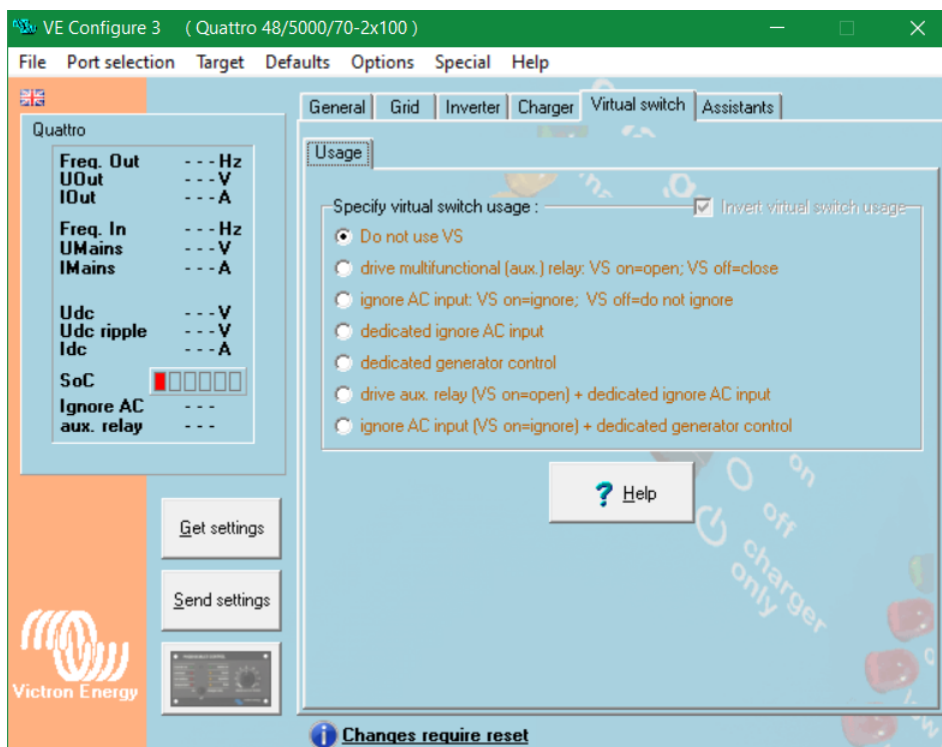 VE Configure 3 ( Quattro 48/5000/70-2x100 )
File Port selection Target Defaults Options Special Help
General Grid Inverter Charger Virtual switch Assistants
Quattro
Freq. Out - - - Hz
UOut - - - V
IOut - - - A
Freq. In - - - Hz
UMains - - - V
IMains - - - A
Udc - - - V
Udc ripple - - - V
Idc - - - A
SoC
Ignore AC - - -
aux. relay - - -
Get settings
Send settings
Victron Energy
Usage
Specify virtual switch usage : Invert virtual switch usage
Do not use VS
drive multifunctional (aux.) relay: VS on=open; VS off=close
ignore AC input: VS on=ignore; VS off=do not ignore
dedicated ignore AC input
dedicated generator control
drive aux. relay (VS on=open) + dedicated ignore AC input
ignore AC input (VS on=ignore) + dedicated generator control
? Help
on
off
charger
only
i Changes require reset